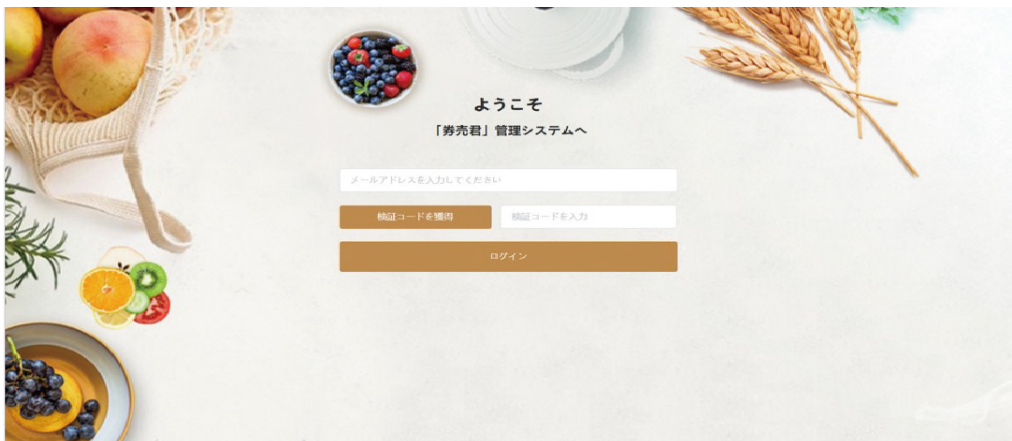 ようこそ
「券売君」管理システムへ
メールアドレスを入力してください
検証コードを獲得
検証コードを入力
ログイン